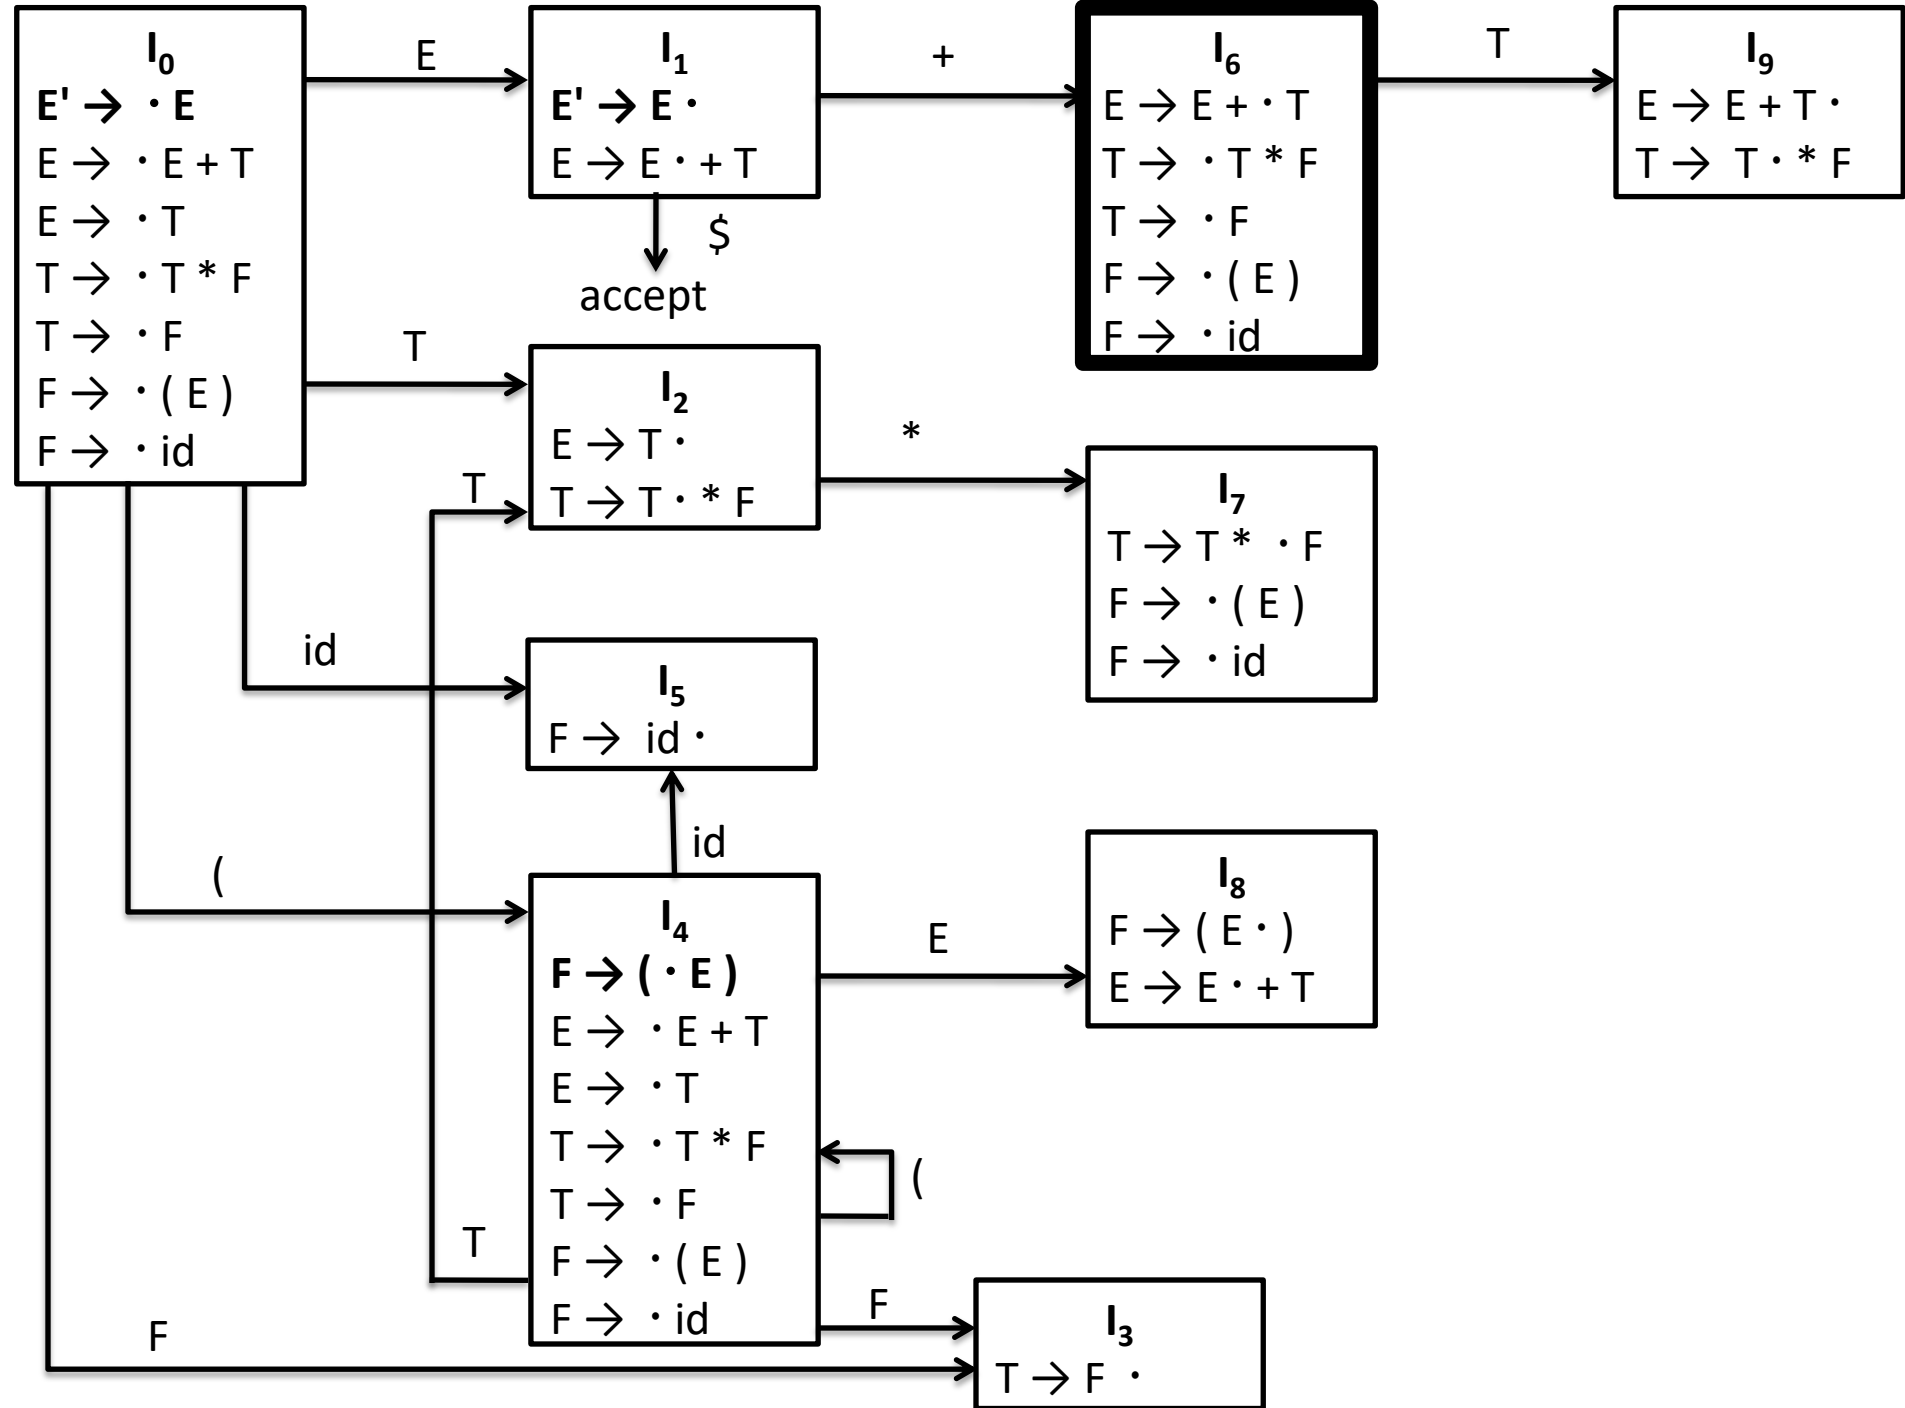 I0
E' → · E
E → · E + T
E → · T
T → · T * F
T → · F
F → · ( E )
F → · id
E
I1
E' → E ·
E → E · + T
$
accept
+
I6
E → E + · T
T → · T * F
T → · F
F → · ( E )
F → · id
T
I9
E → E + T ·
T → T · * F
T
I2
E → T ·
T → T · * F
T
*
I7
T → T * · F
F → · ( E )
F → · id
id
I5
F → id ·
id
(
I4
F → ( · E )
E → · E + T
E → · T
T → · T * F
T → · F
F → · ( E )
F → · id
E
I8
F → ( E · )
E → E · + T
(
T
F
F
I3
T → F ·